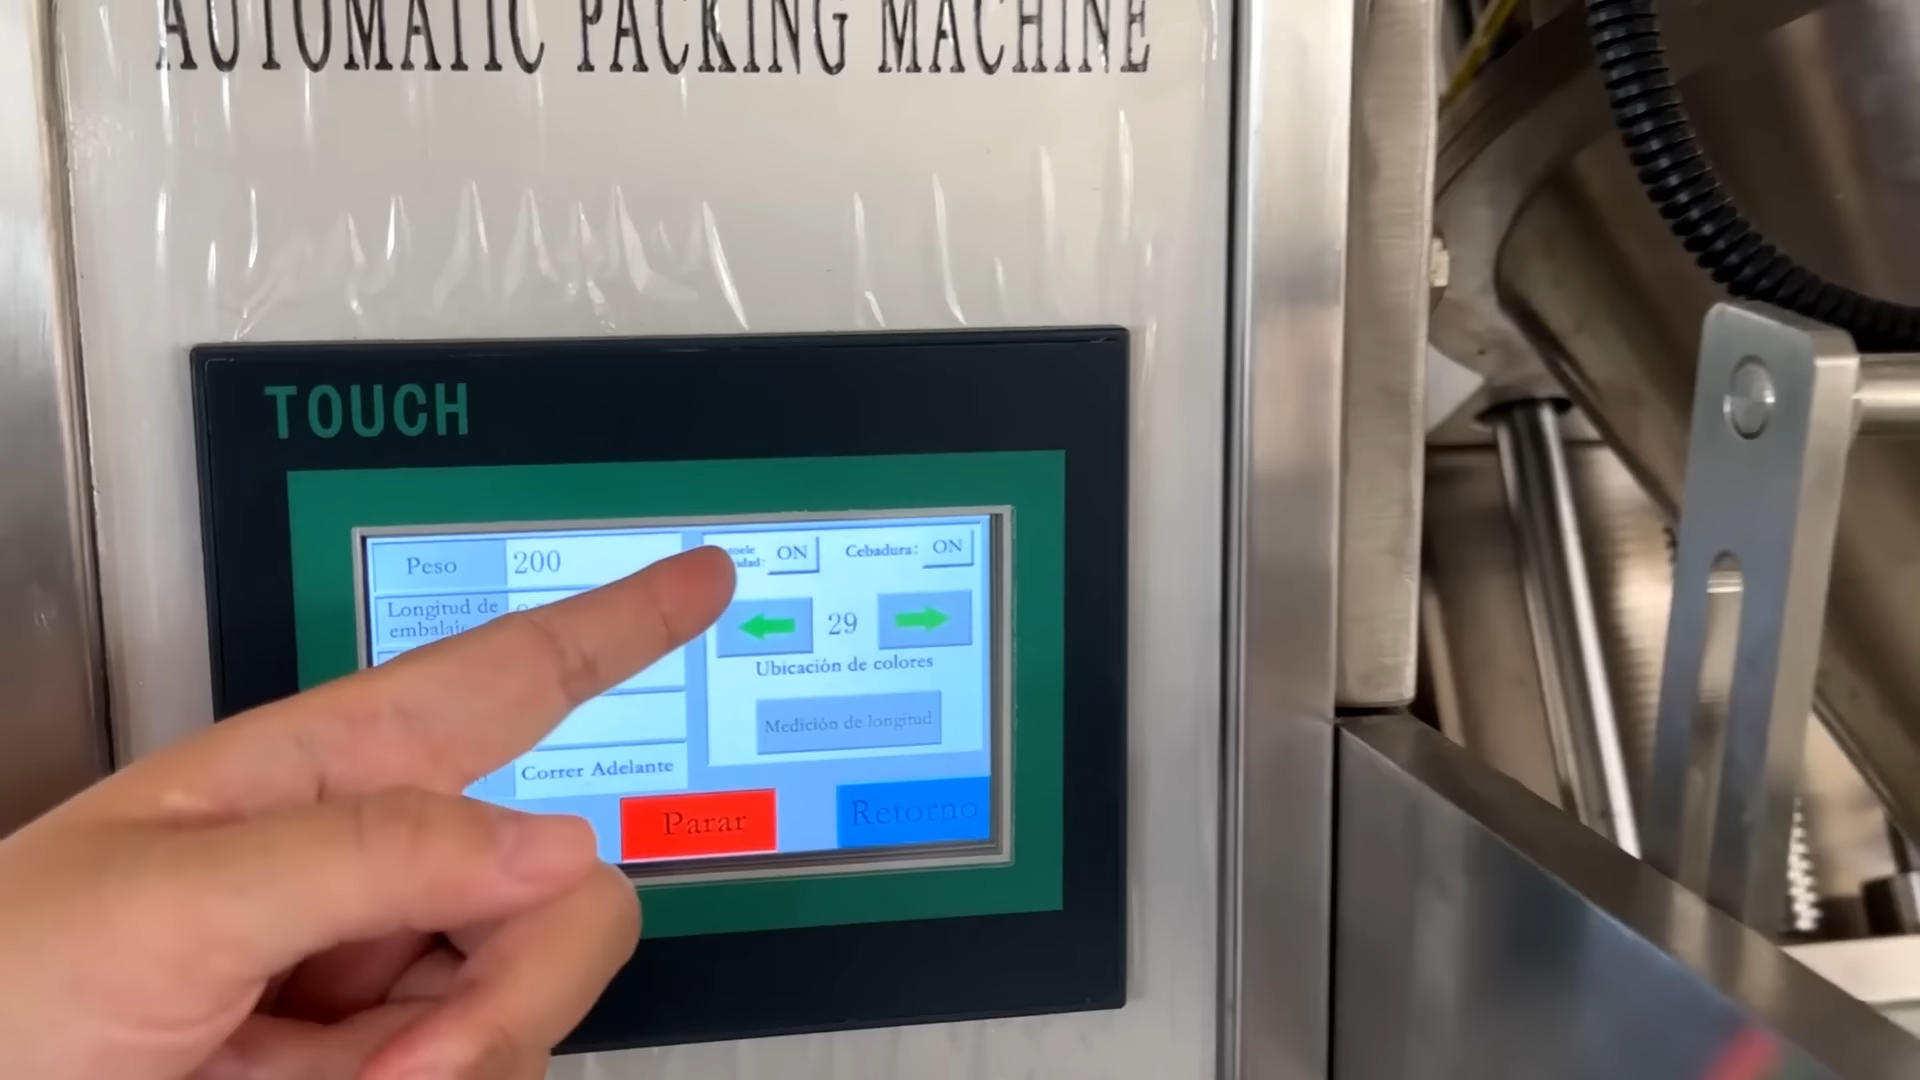 AUTOMATIC PACKING MACHINE
TOUCH
Peso 200
ON
Cebadura: ON
Longitud de
embalaje
29
Ubicación de colores
Medición de longitud
Correr Adelante
Parar
Retorno